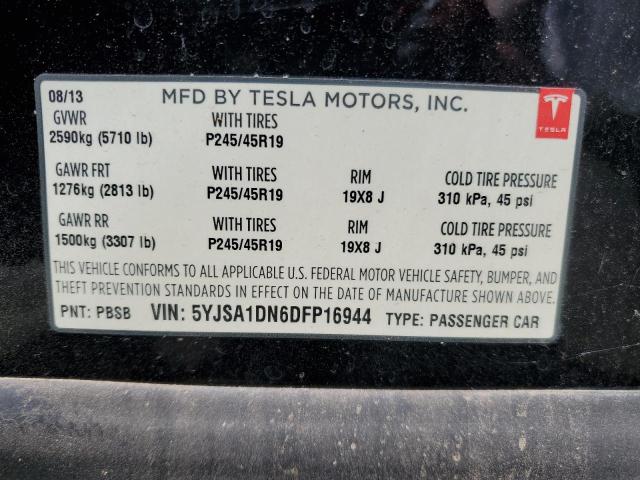 08/13 MFD BY TESLA MOTORS, INC.
GVWR WITH TIRES
2590kg (5710 lb) P245/45R19
TESLA
GAWR FRT WITH TIRES RIM COLD TIRE PRESSURE
1276kg (2813 lb) P245/45R19 19X8 J 310 kPa, 45 psi
GAWR RR WITH TIRES RIM COLD TIRE PRESSURE
1500kg (3307 lb) P245/45R19 19X8 J 310 kPa, 45 psi
THIS VEHICLE CONFORMS TO ALL APPLICABLE U.S. FEDERAL MOTOR VEHICLE SAFETY, BUMPER, AND
THEFT PREVENTION STANDARDS IN EFFECT ON THE DATE OF MANUFACTURE SHOWN ABOVE.
PNT: PBSB VIN: 5YJSA1DN6DFP16944 TYPE: PASSENGER CAR